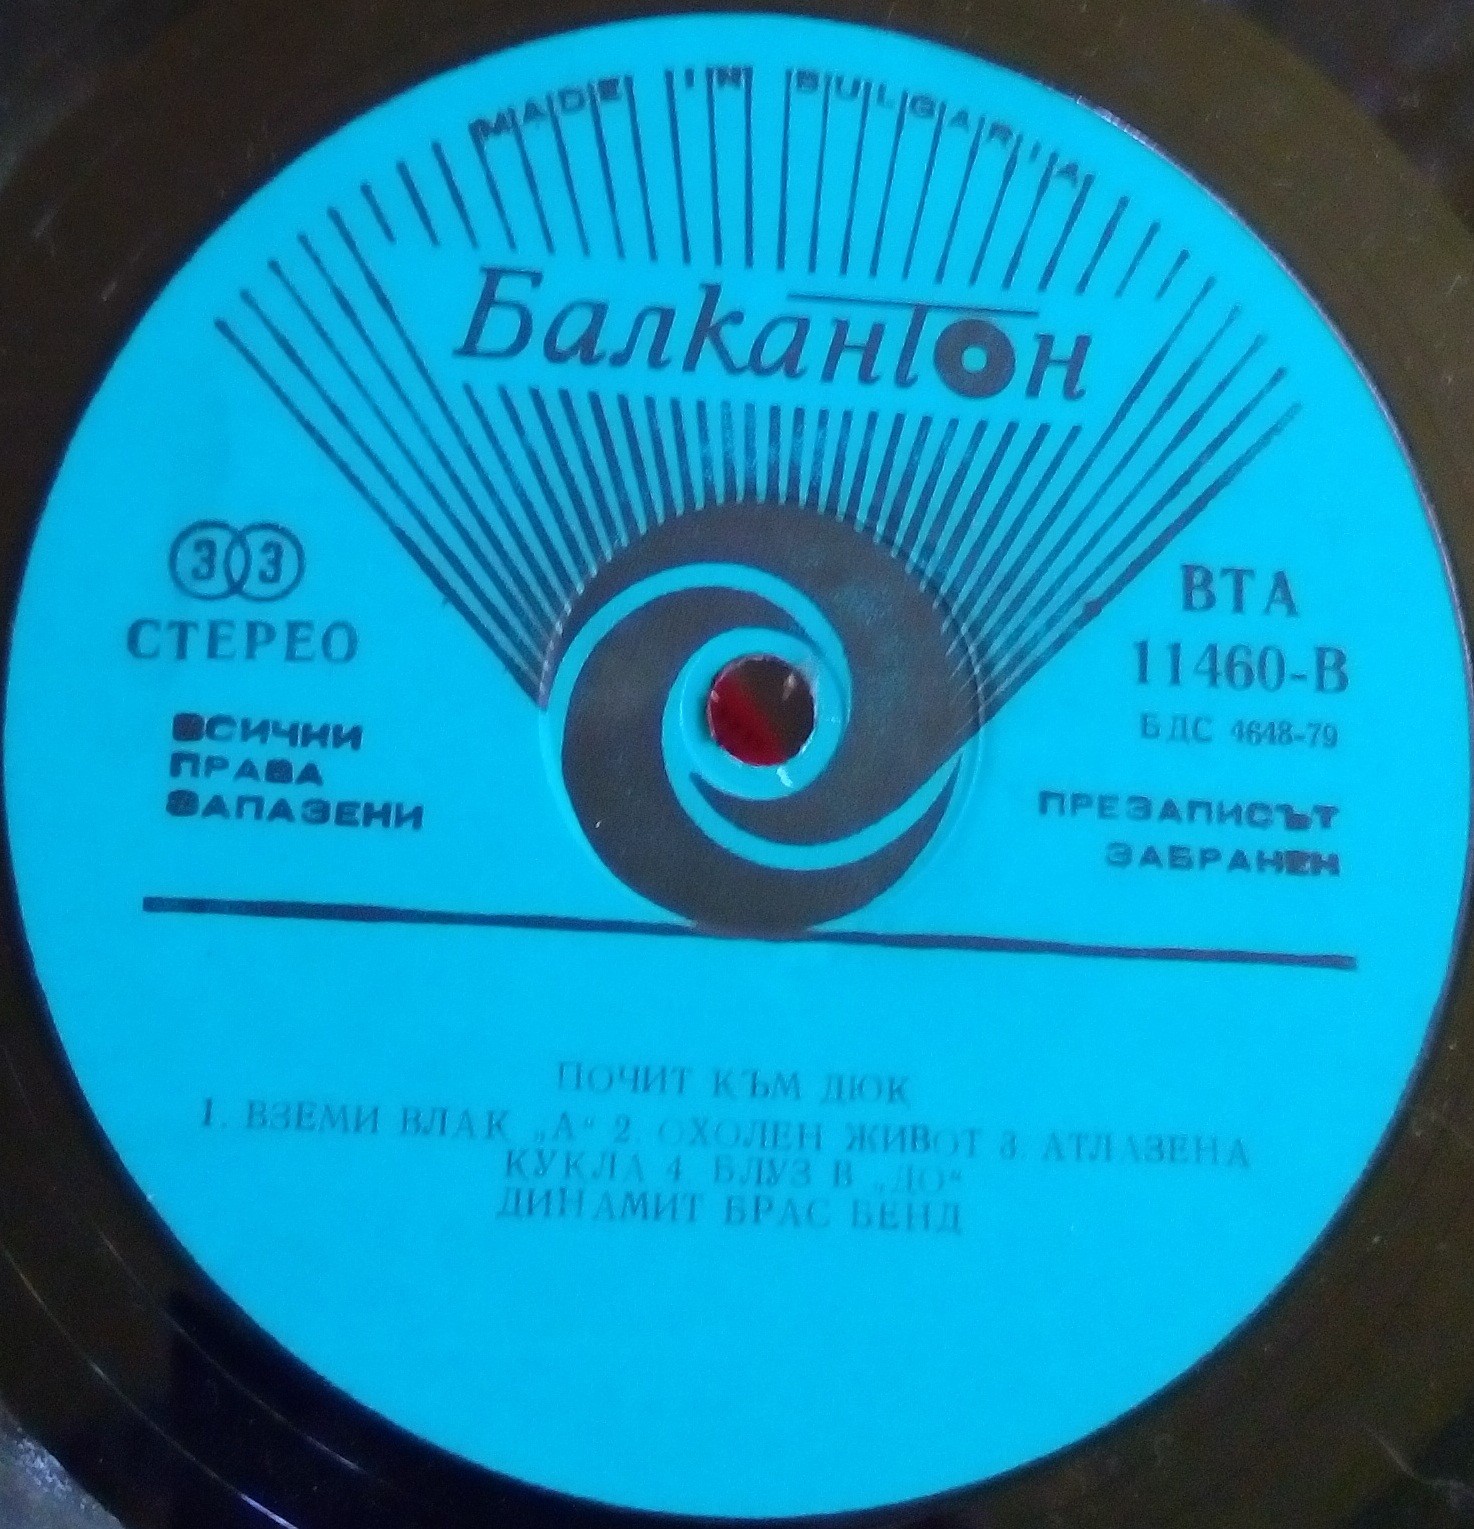 MADE IN BULGARIA
Балкантон
33
СТЕРЕО
ВСИЧКИ
ПРАВА
ЗАПАЗЕНИ
ВТА
11460-В
БДС 4648-79
ПРЕЗАПИСЪТ
ЗАБРАНЕН
ПОЧИТ КЪМ ДЮК
1. ВЗЕМИ ВЛАК „А“ 2. ОХОЛЕН ЖИВОТ 3. АТЛАЗЕНА
КУКЛА 4. БЛУЗ В „ДО“
ДИНАМИТ БРАС БЕНД